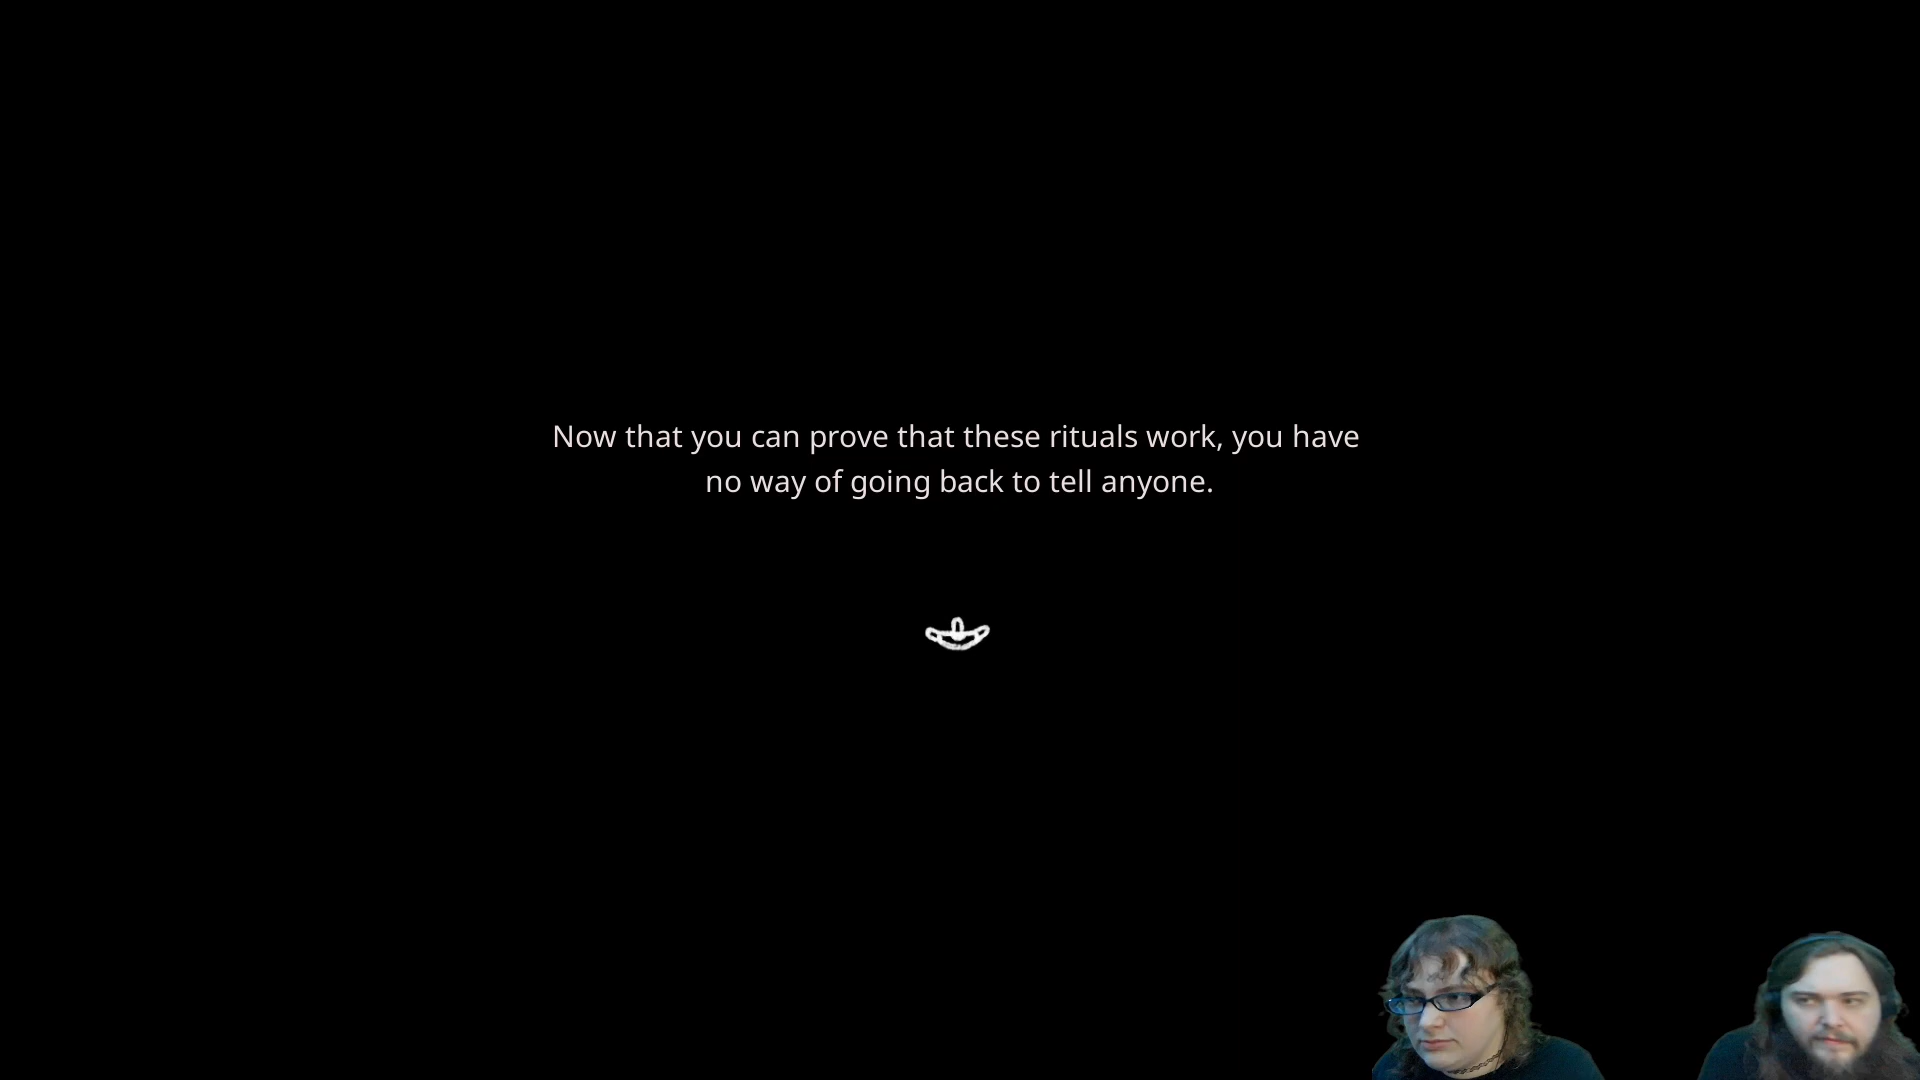 Now that you can prove that these rituals work, you have
no way of going back to tell anyone.